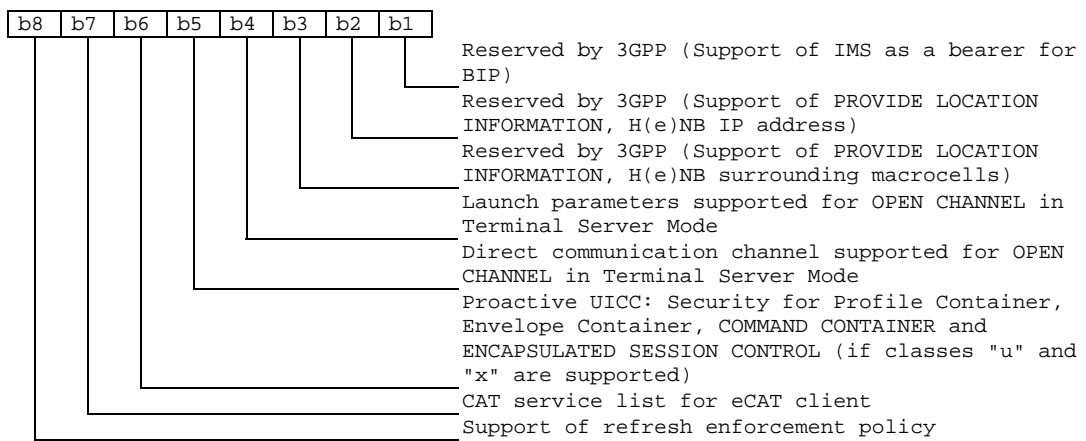 b8 b7 b6 b5 b4 b3 b2 b1
Reserved by 3GPP (Support of IMS as a bearer for
BIP)
Reserved by 3GPP (Support of PROVIDE LOCATION
INFORMATION, H(e)NB IP address)
Reserved by 3GPP (Support of PROVIDE LOCATION
INFORMATION, H(e)NB surrounding macrocells)
Launch parameters supported for OPEN CHANNEL in
Terminal Server Mode
Direct communication channel supported for OPEN
CHANNEL in Terminal Server Mode
Proactive UICC: Security for Profile Container,
Envelope Container, COMMAND CONTAINER and
ENCAPSULATED SESSION CONTROL (if classes "u" and
"x" are supported)
CAT service list for eCAT client
Support of refresh enforcement policy